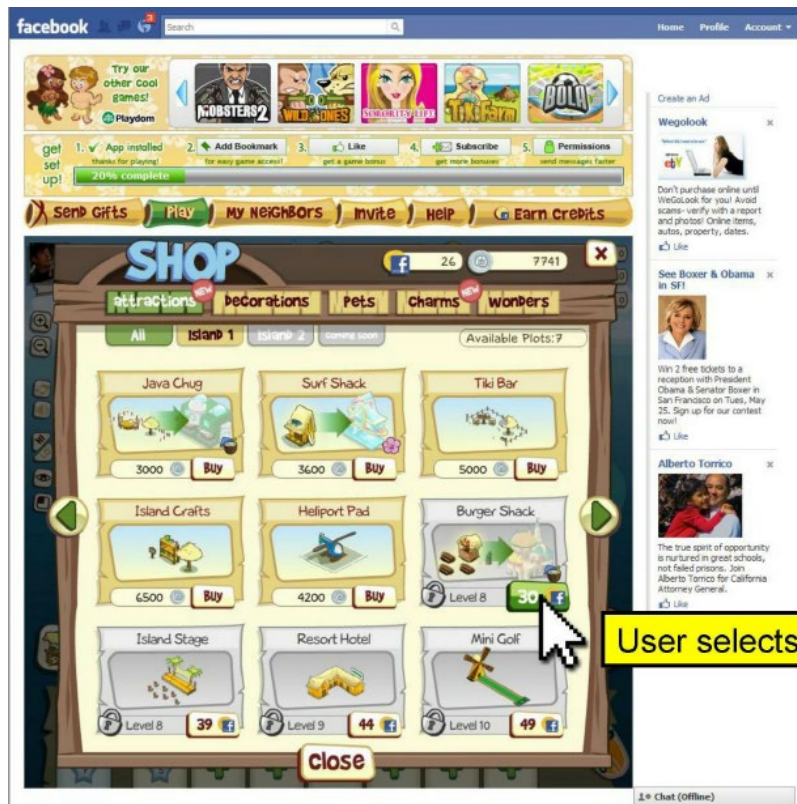 facebook
3
Search
Home Profile Account
Try our
other cool
games!
Playdom
MOBSTERS2
WILD ONES
SORORITY LIFE
TIKI FARM
BOLA
get
set
up!
1. App installed
thanks for playing!
2. Add Bookmark
for easy game access!
3. Like
get a game bonus
4. Subscribe
get more bonuses
5. Permissions
send messages faster
20% complete
Send Gifts
Play
My Neighbors
Invite
Help
Earn Credits
SHOP
26
7741
attractions
NEW
Decorations
Pets
Charms
NEW
Wonders
All
Island 1
Island 2
coming soon
Available Plots:7
Java Chug
3000 Buy
Surf Shack
3600 Buy
Tiki Bar
5000 Buy
Island Crafts
6500 Buy
Heliport Pad
4200 Buy
Burger Shack
Level 8 30
Island Stage
Level 8 39
Resort Hotel
Level 9 44
Mini Golf
Level 10 49
Close
User selects
Create an Ad
Wegolook
ebY
Don't purchase online until
WeGoLook for you! Avoid
scams- verify with a report
and photos! Online items,
autos, property, dates.
Like
See Boxer & Obama
in SF!
Win 2 free tickets to a
reception with President
Obama & Senator Boxer in
San Francisco on Tues, May
25. Sign up for our contest
now!
Like
Alberto Torrico
The true spirit of opportunity
is nurtured in great schools,
not failed prisons. Join
Alberto Torrico for California
Attorney General.
Like
Chat (Offline)